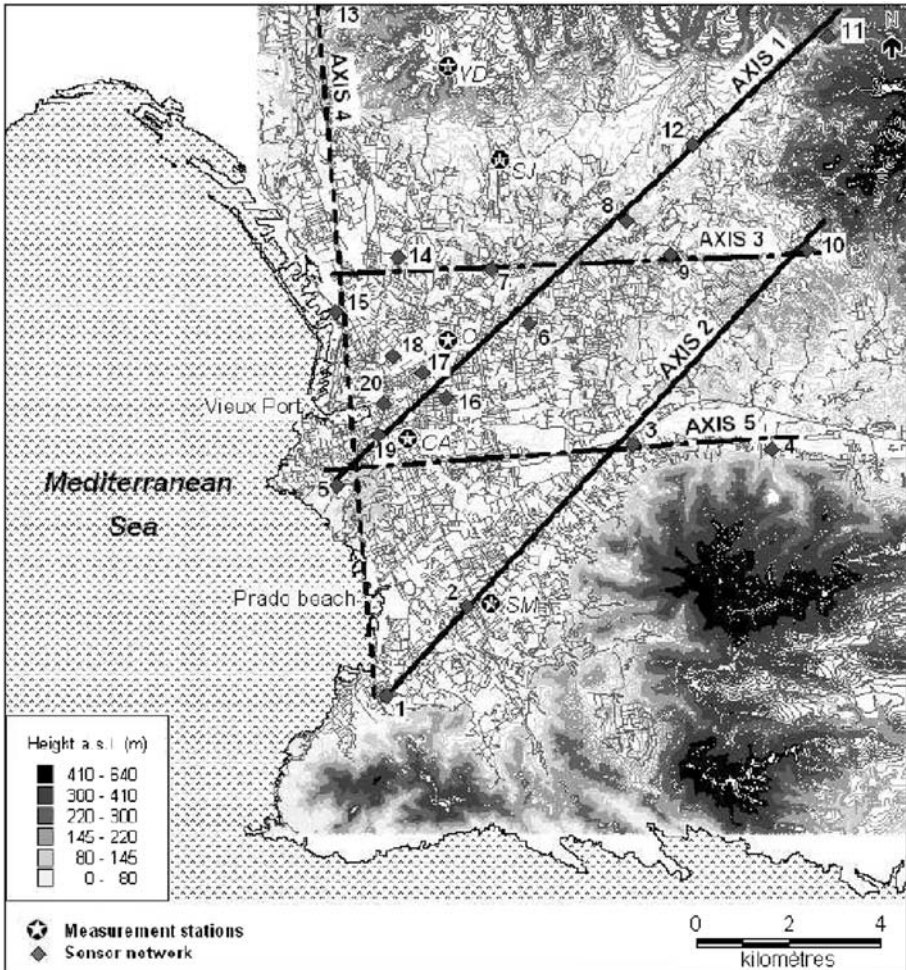 13
11
N
VD
AXIS 1
AXIS 4
12
SJ
8
14
AXIS 3
10
7
9
15
AXIS 2
18
6
17
20
16
Vieux Port
CA
3
AXIS 5
4
19
5
Mediterranean
Sea
Prado beach
2
SM
1
Height a.s.l. (m)
410 - 640
300 - 410
220 - 300
145 - 220
80 - 145
0 - 80
Measurement stations
Sensor network
0 2 4
kilomètres